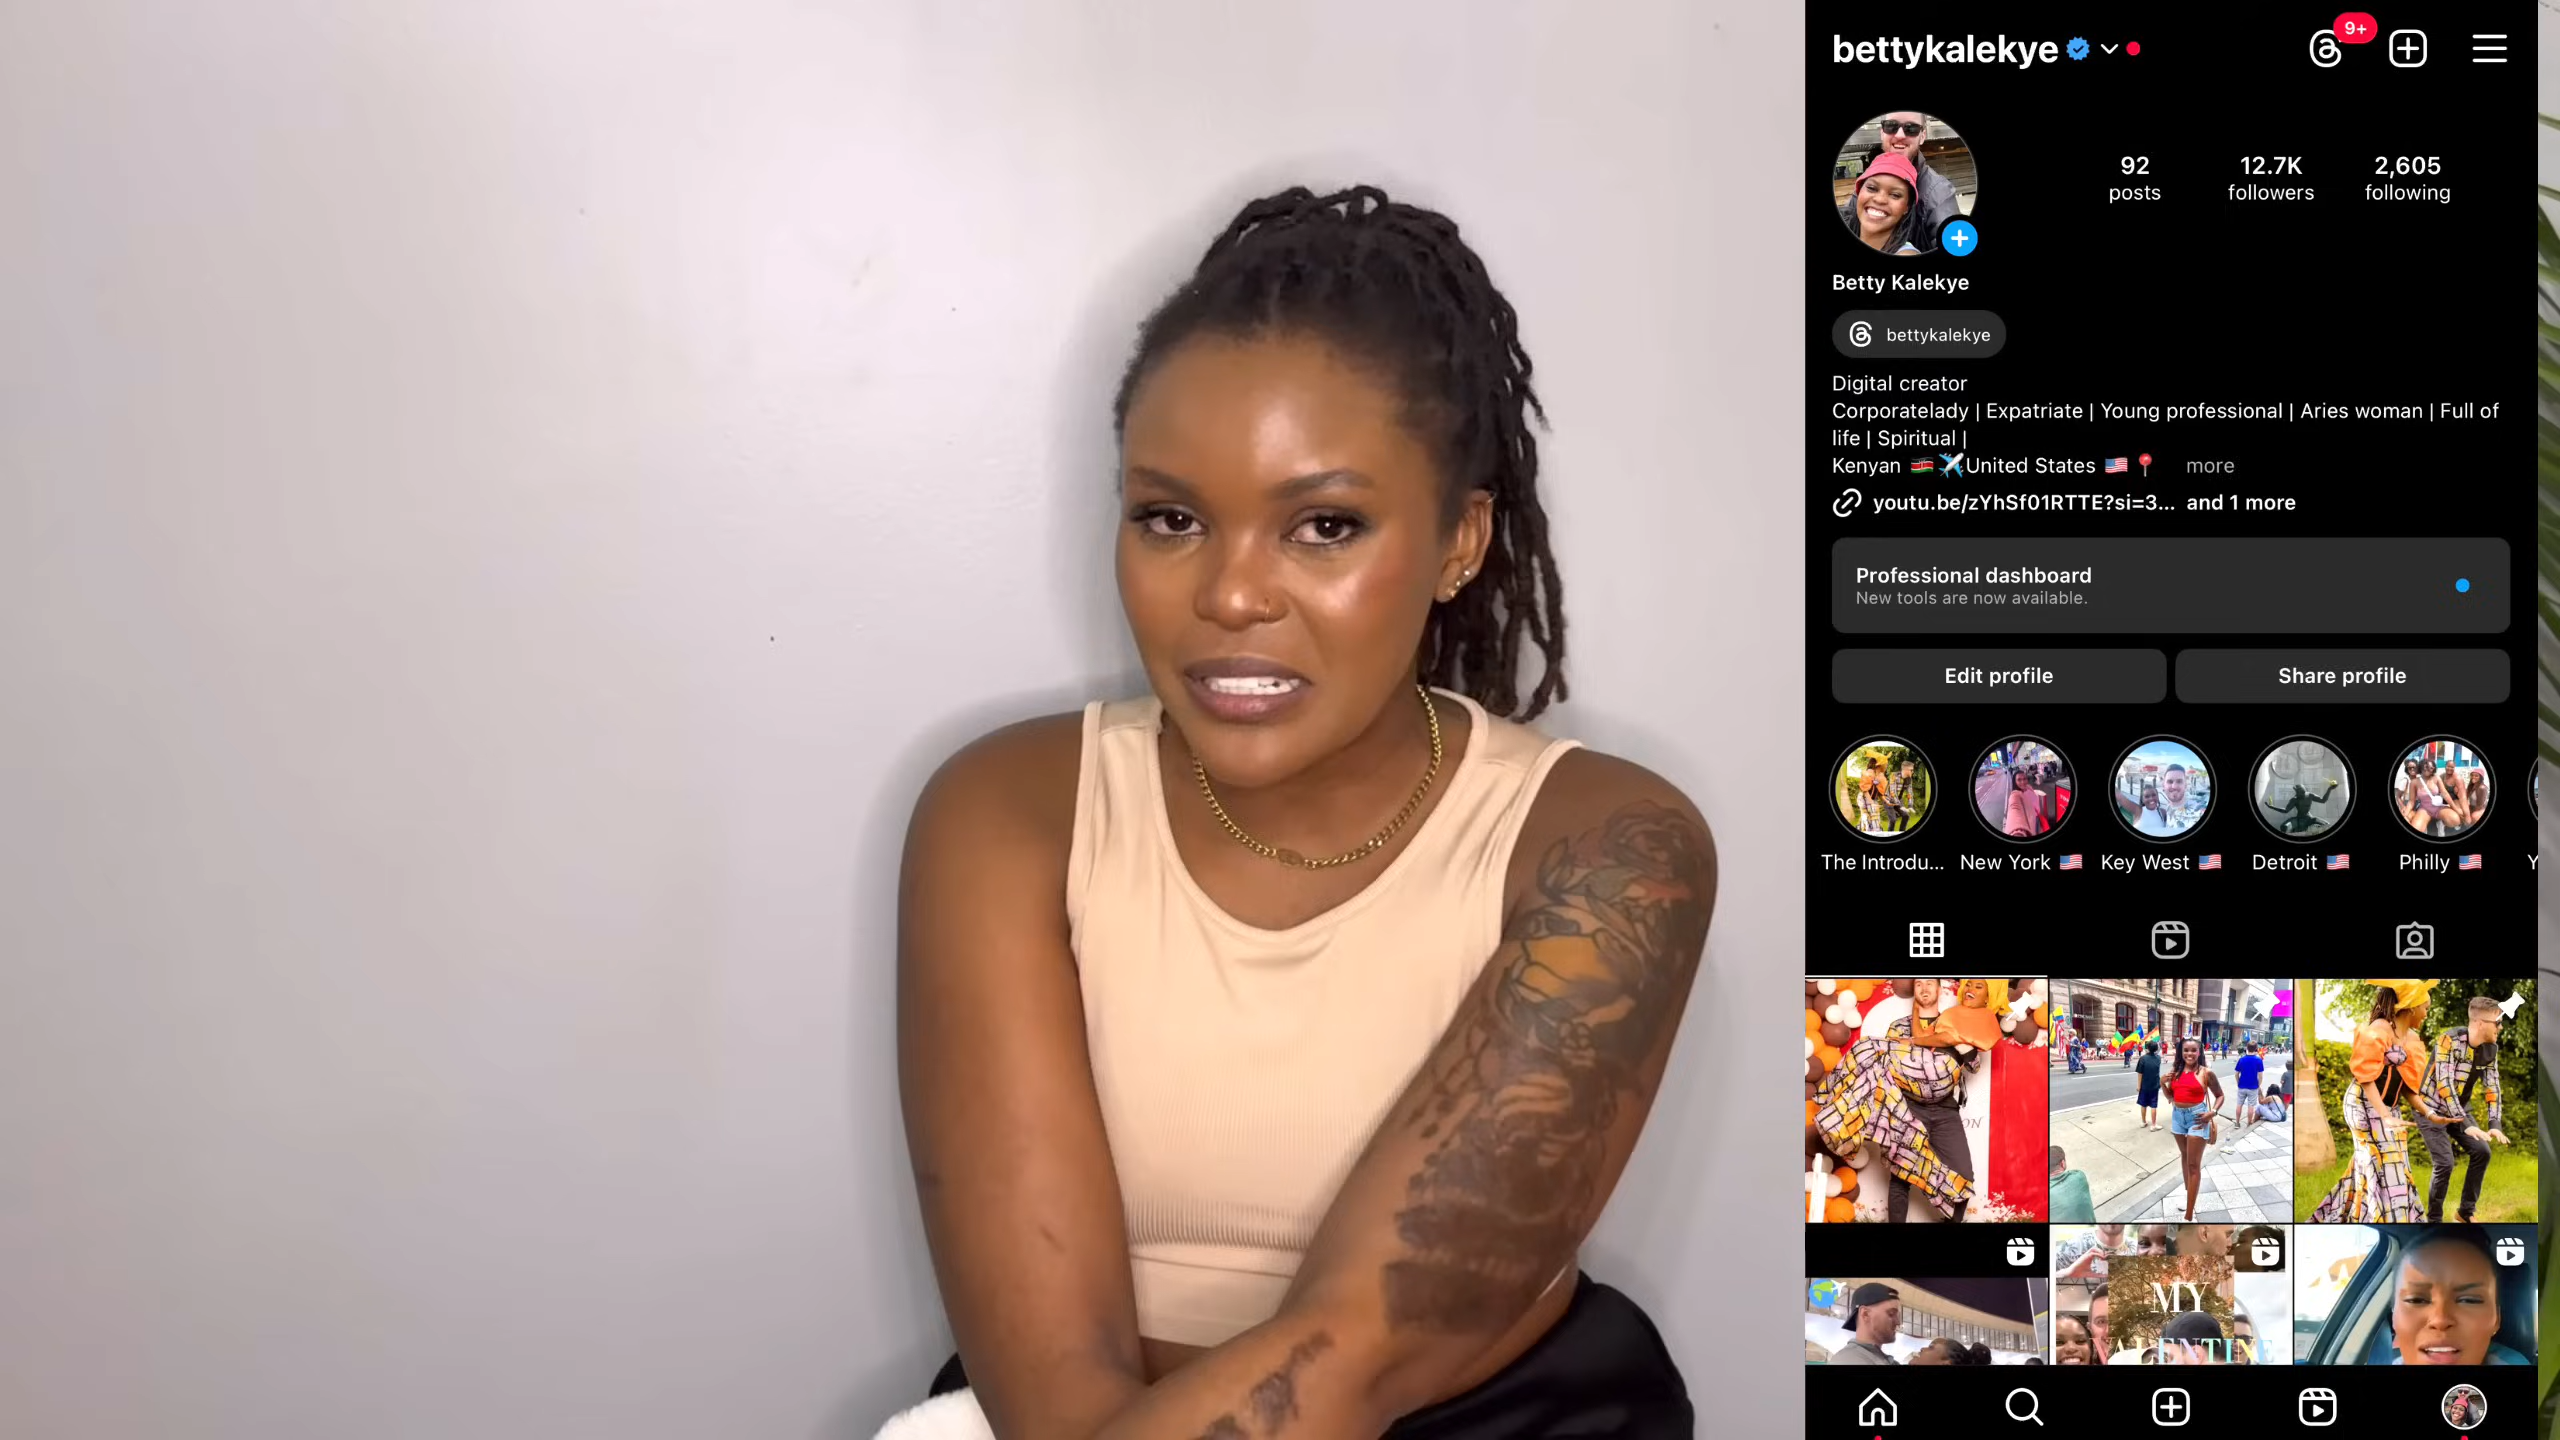 bettykalekye
9+
92
posts
12.7K
followers
2,605
following
Betty Kalekye
bettykalekye
Digital creator
Corporatelady | Expatriate | Young professional | Aries woman | Full of
life | Spiritual |
Kenyan 🇰🇪✈️United States 🇺🇸📍 more
youtu.be/zYhSf01RTTE?si=3... and 1 more
Professional dashboard
New tools are now available.
Edit profile
Share profile
The Introdu...
New York 🇺🇸
Key West 🇺🇸
Detroit 🇺🇸
Philly 🇺🇸
Y
ON
MY
VALENTINE